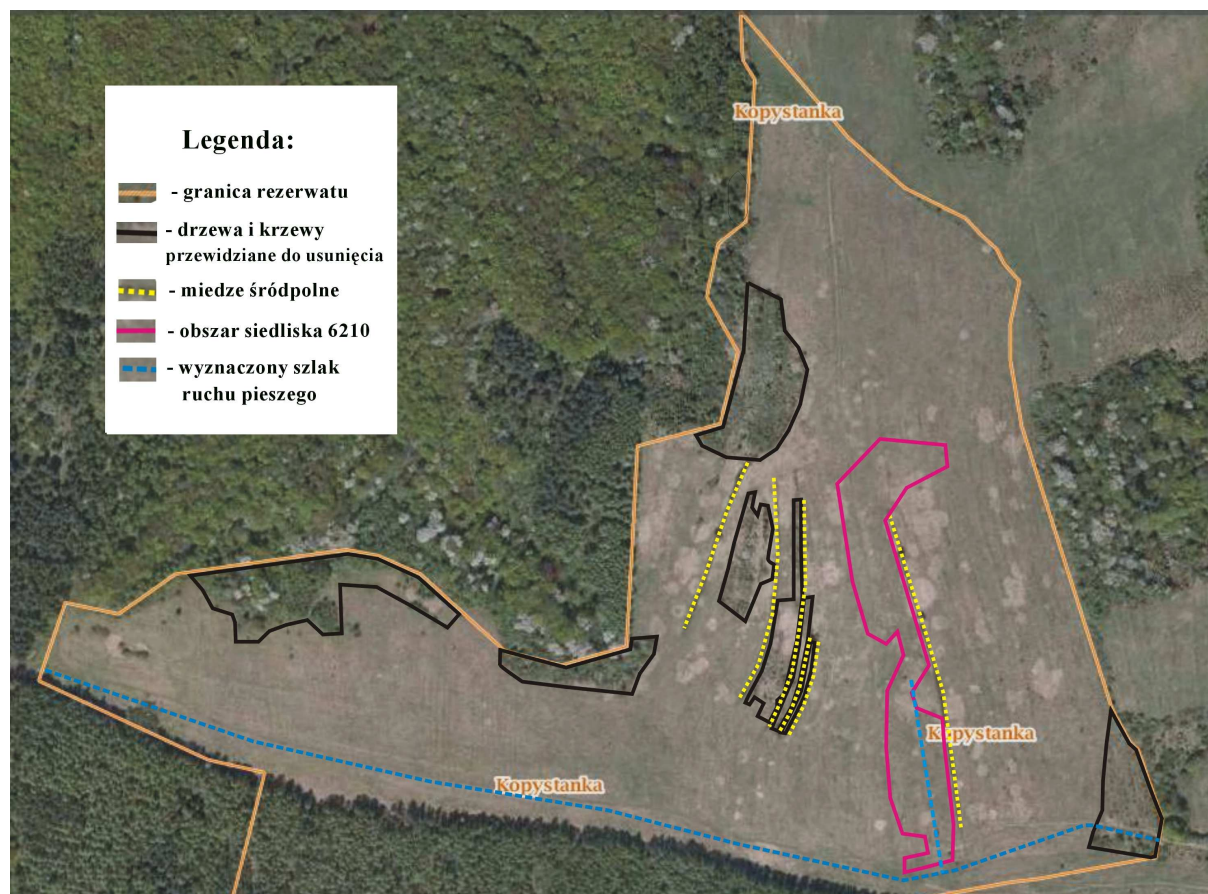 Kopystanka
Legenda:
- granica rezerwatu
- drzewa i krzewy
przewidziane do usunięcia
- miedze śródpolne
- obszar siedliska 6210
- wyznaczony szlak
ruchu pieszego
Kopystanka
Kopystanka